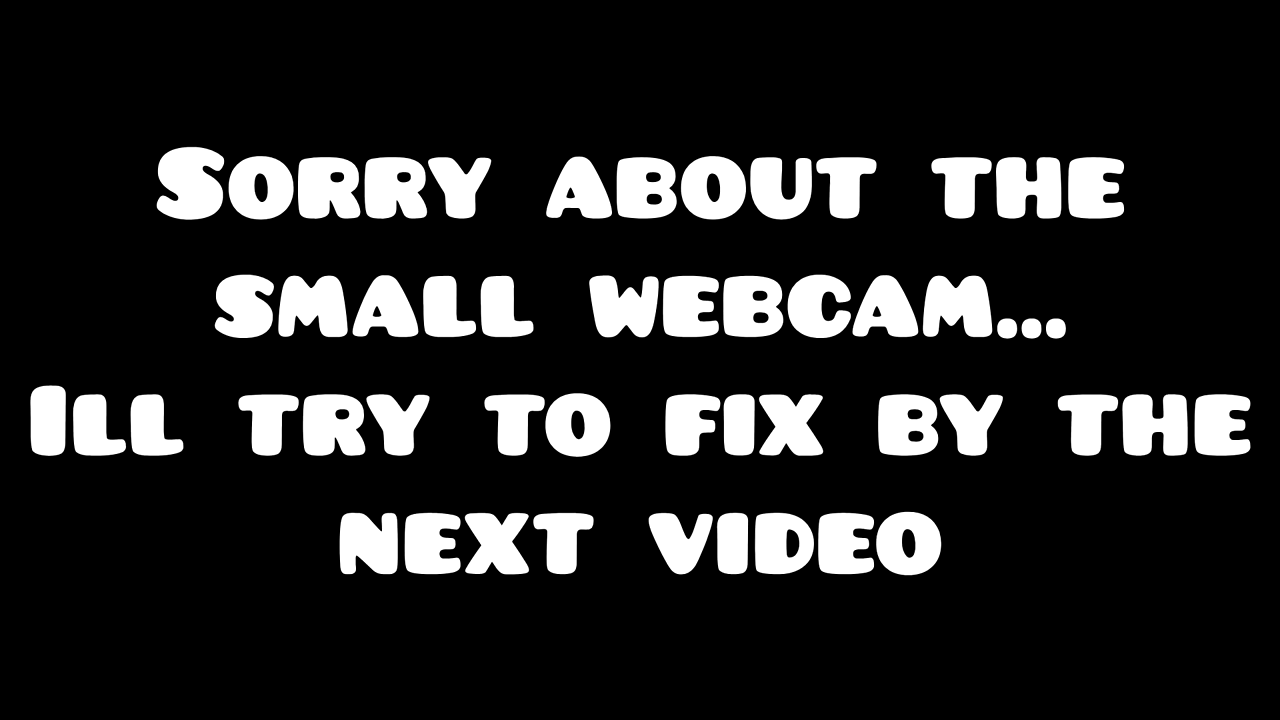 Sorry about the
small webcam...
Ill try to fix by the
next video